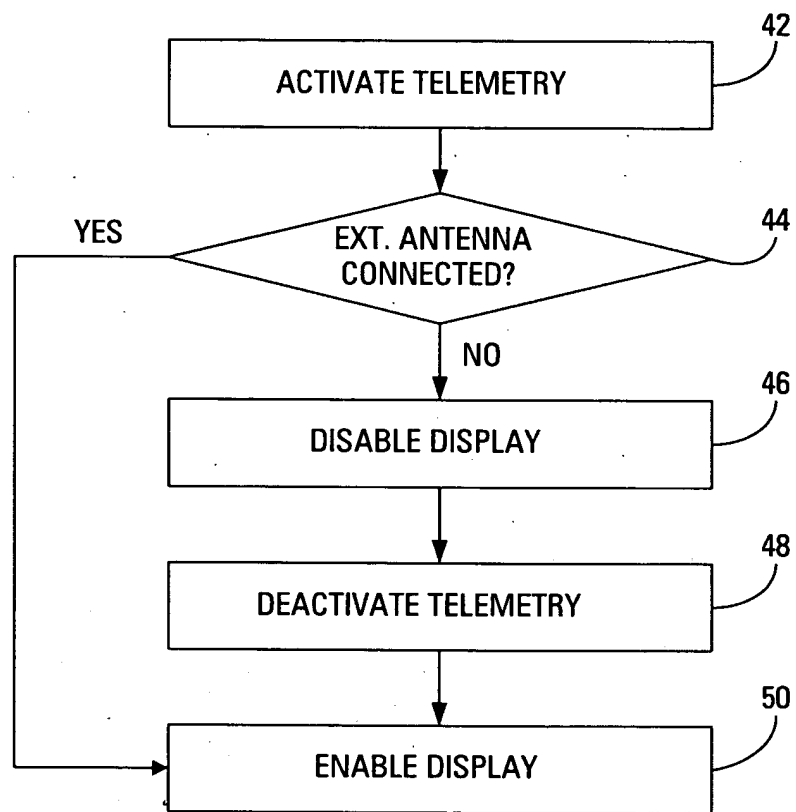 42
ACTIVATE TELEMETRY
YES
EXT. ANTENNA
CONNECTED?
44
NO
46
DISABLE DISPLAY
48
DEACTIVATE TELEMETRY
50
ENABLE DISPLAY